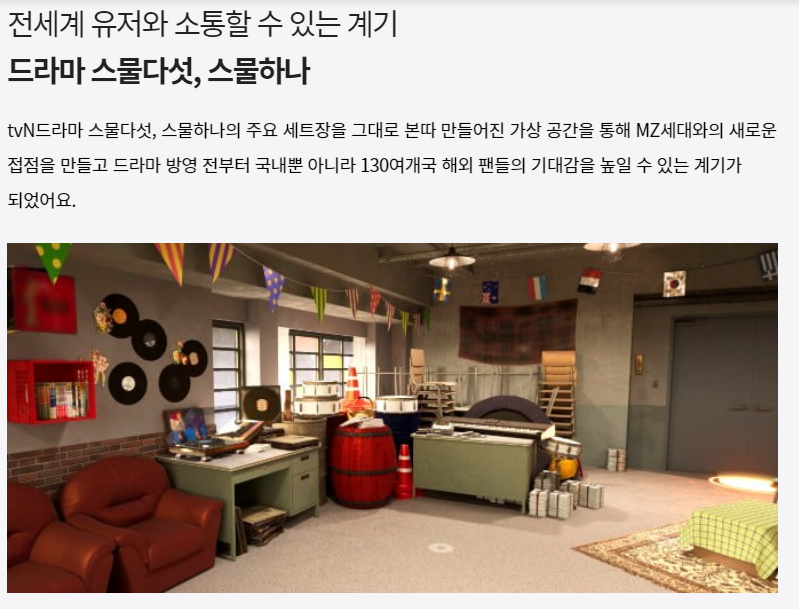 전세계 유저와 소통할 수 있는 계기
드라마 스물다섯, 스물하나
tvN드라마 스물다섯, 스물하나의 주요 세트장을 그대로 본따 만들어진 가상 공간을 통해 MZ세대와의 새로운
접점을 만들고 드라마 방영 전부터 국내뿐 아니라 130여개국 해외 팬들의 기대감을 높일 수 있는 계기가
되었어요.